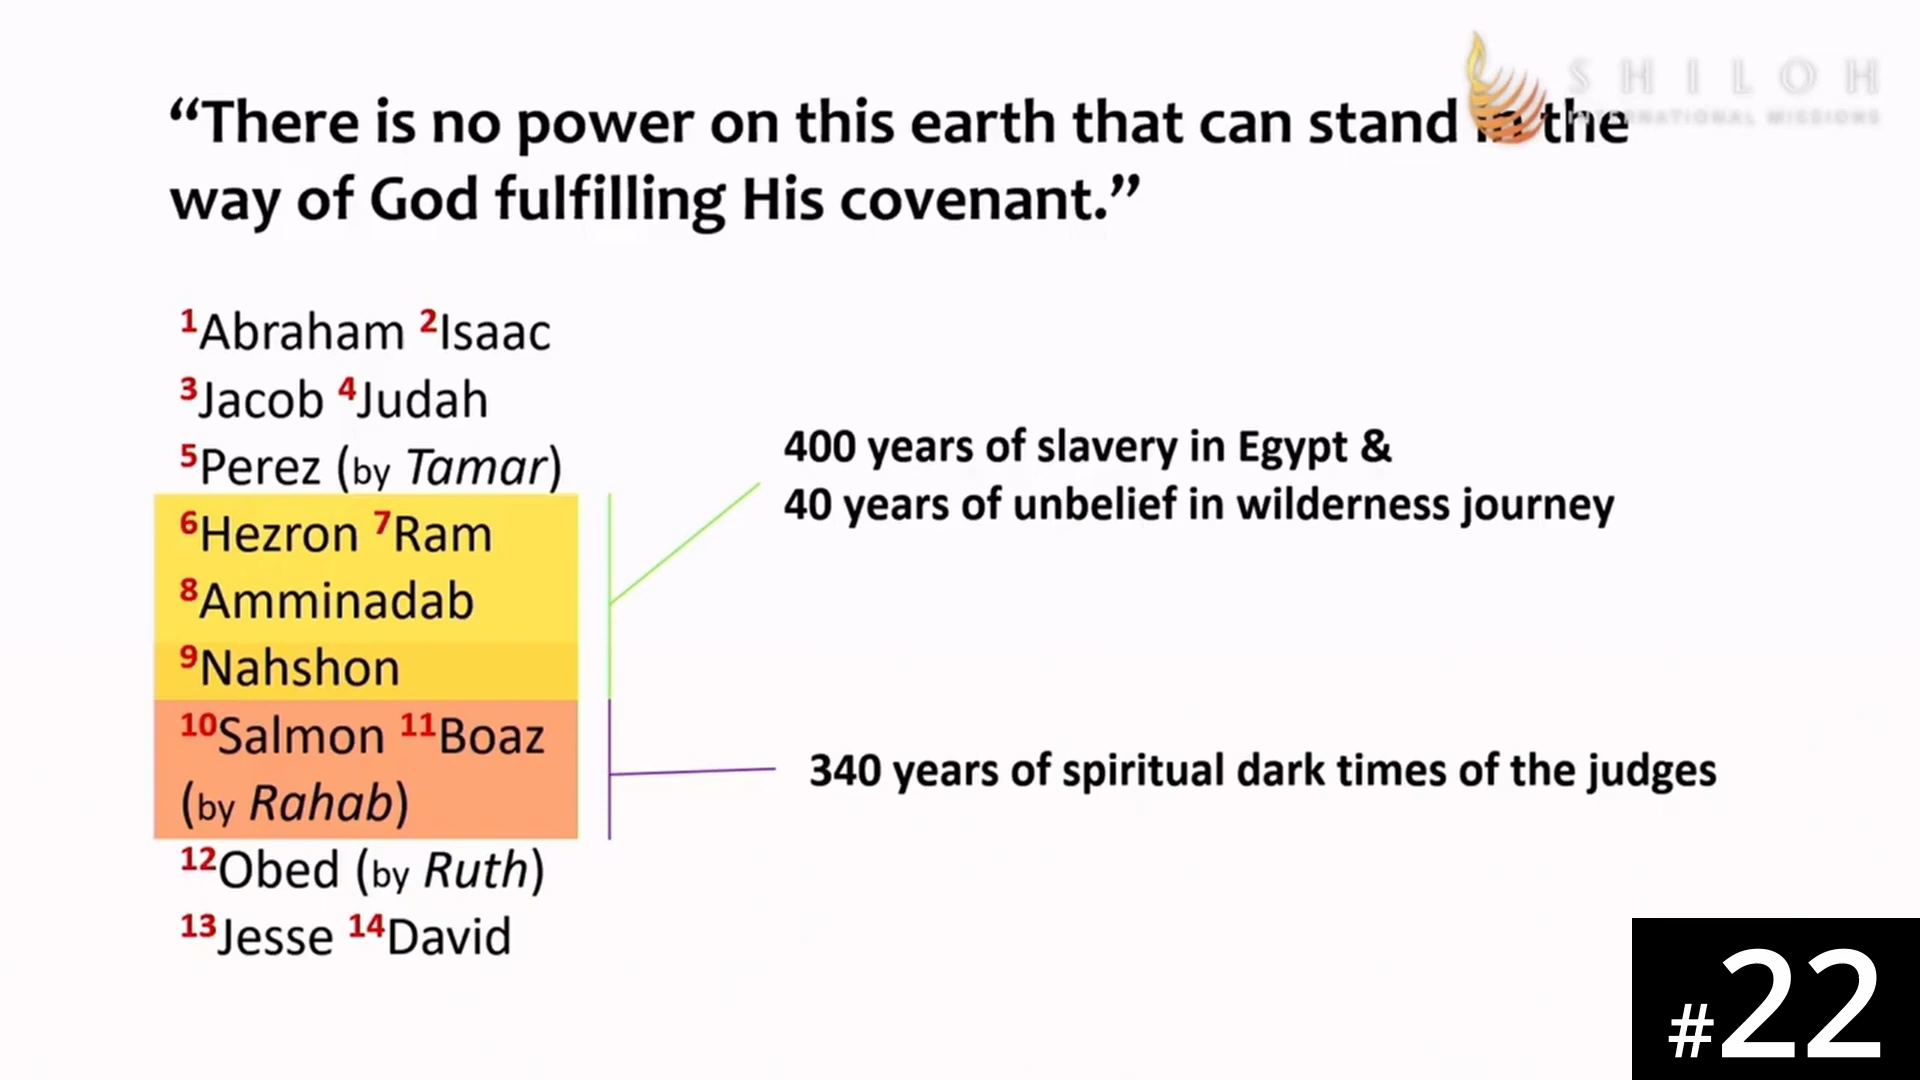 SHILOH
INTERNATIONAL MISSIONS
“There is no power on this earth that can stand in the
way of God fulfilling His covenant.”
1Abraham 2Isaac
3Jacob 4Judah
5Perez (by Tamar)
6Hezron 7Ram
8Amminadab
9Nahshon
10Salmon 11Boaz
(by Rahab)
12Obed (by Ruth)
13Jesse 14David
400 years of slavery in Egypt &
40 years of unbelief in wilderness journey
340 years of spiritual dark times of the judges
#22